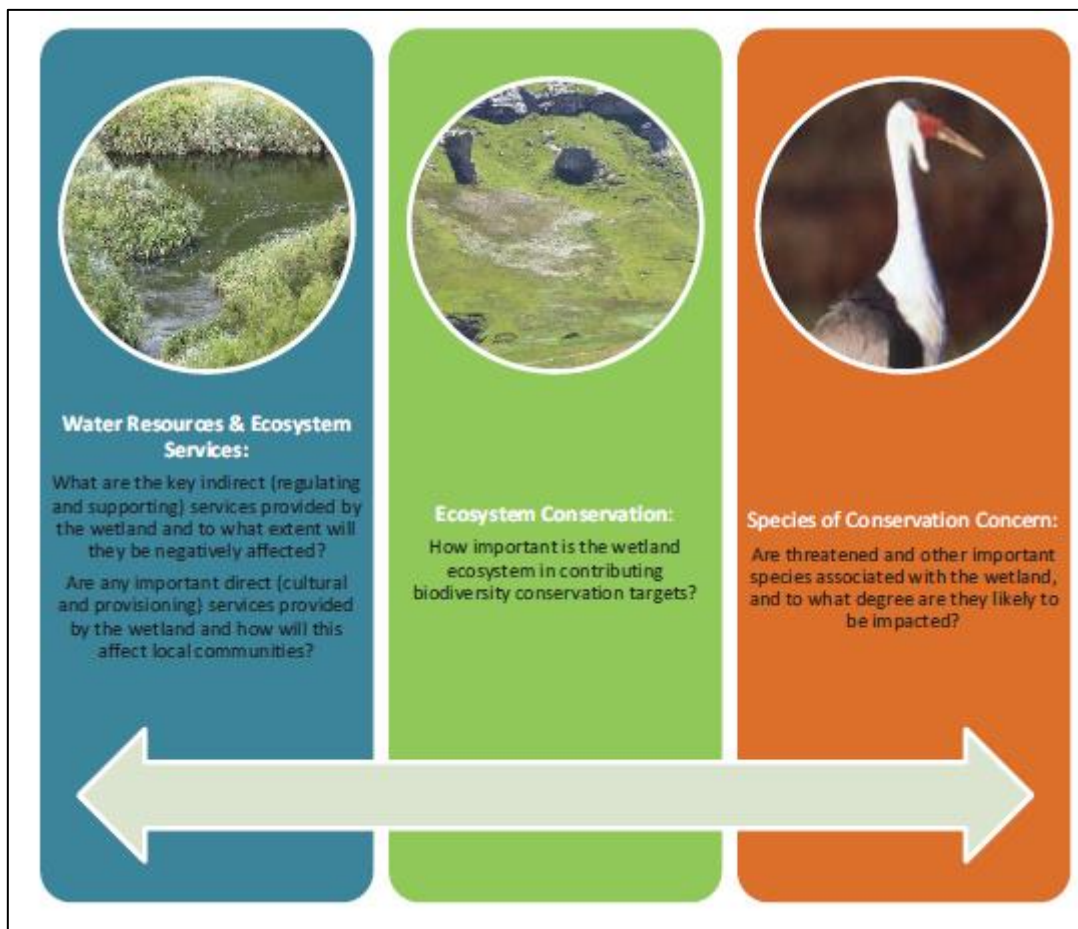 Water Resources & Ecosystem
Services:
What are the key indirect (regulating
and supporting) services provided by
the wetland and to what extent will
they be negatively affected?
Are any important direct (cultural
and provisioning) services provided
by the wetland and how will this
affect local communities?
Ecosystem Conservation:
How important is the wetland
ecosystem in contributing
biodiversity conservation targets?
Species of Conservation Concern:
Are threatened and other important
species associated with the wetland,
and to what degree are they likely to
be impacted?